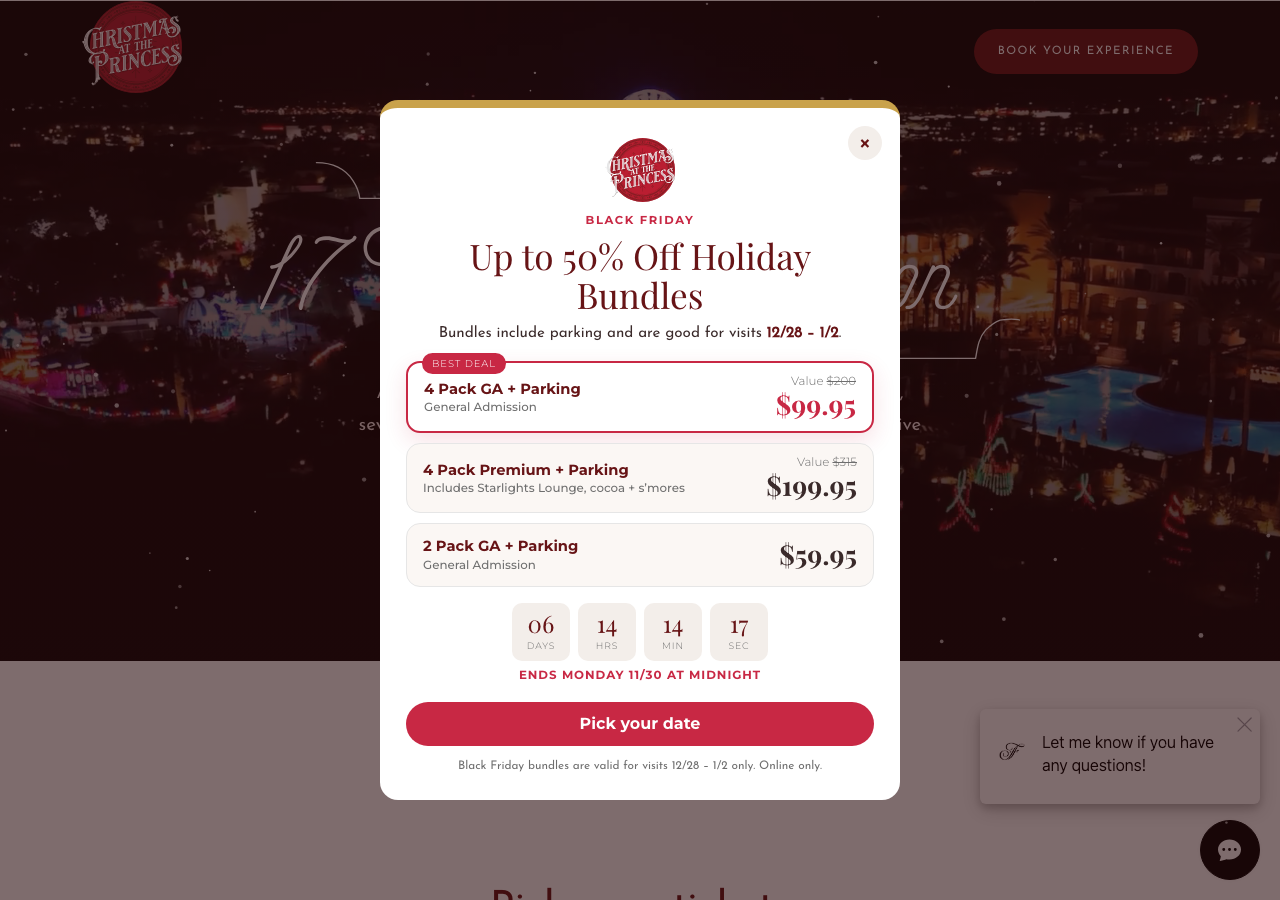 CHRISTMAS
AT THE
PRINCESS
BOOK YOUR EXPERIENCE
×
CHRISTMAS
AT THE
PRINCESS
BLACK FRIDAY
Up to 50% Off Holiday
Bundles
Bundles include parking and are good for visits 12/28 – 1/2.
BEST DEAL
4 Pack GA + Parking
General Admission
Value $200
$99.95
4 Pack Premium + Parking
Includes Starlights Lounge, cocoa + s’mores
Value $315
$199.95
2 Pack GA + Parking
General Admission
$59.95
06 14 14 17
DAYS HRS MIN SEC
ENDS MONDAY 11/30 AT MIDNIGHT
Pick your date
Black Friday bundles are valid for visits 12/28 – 1/2 only. Online only.
Let me know if you have
any questions!